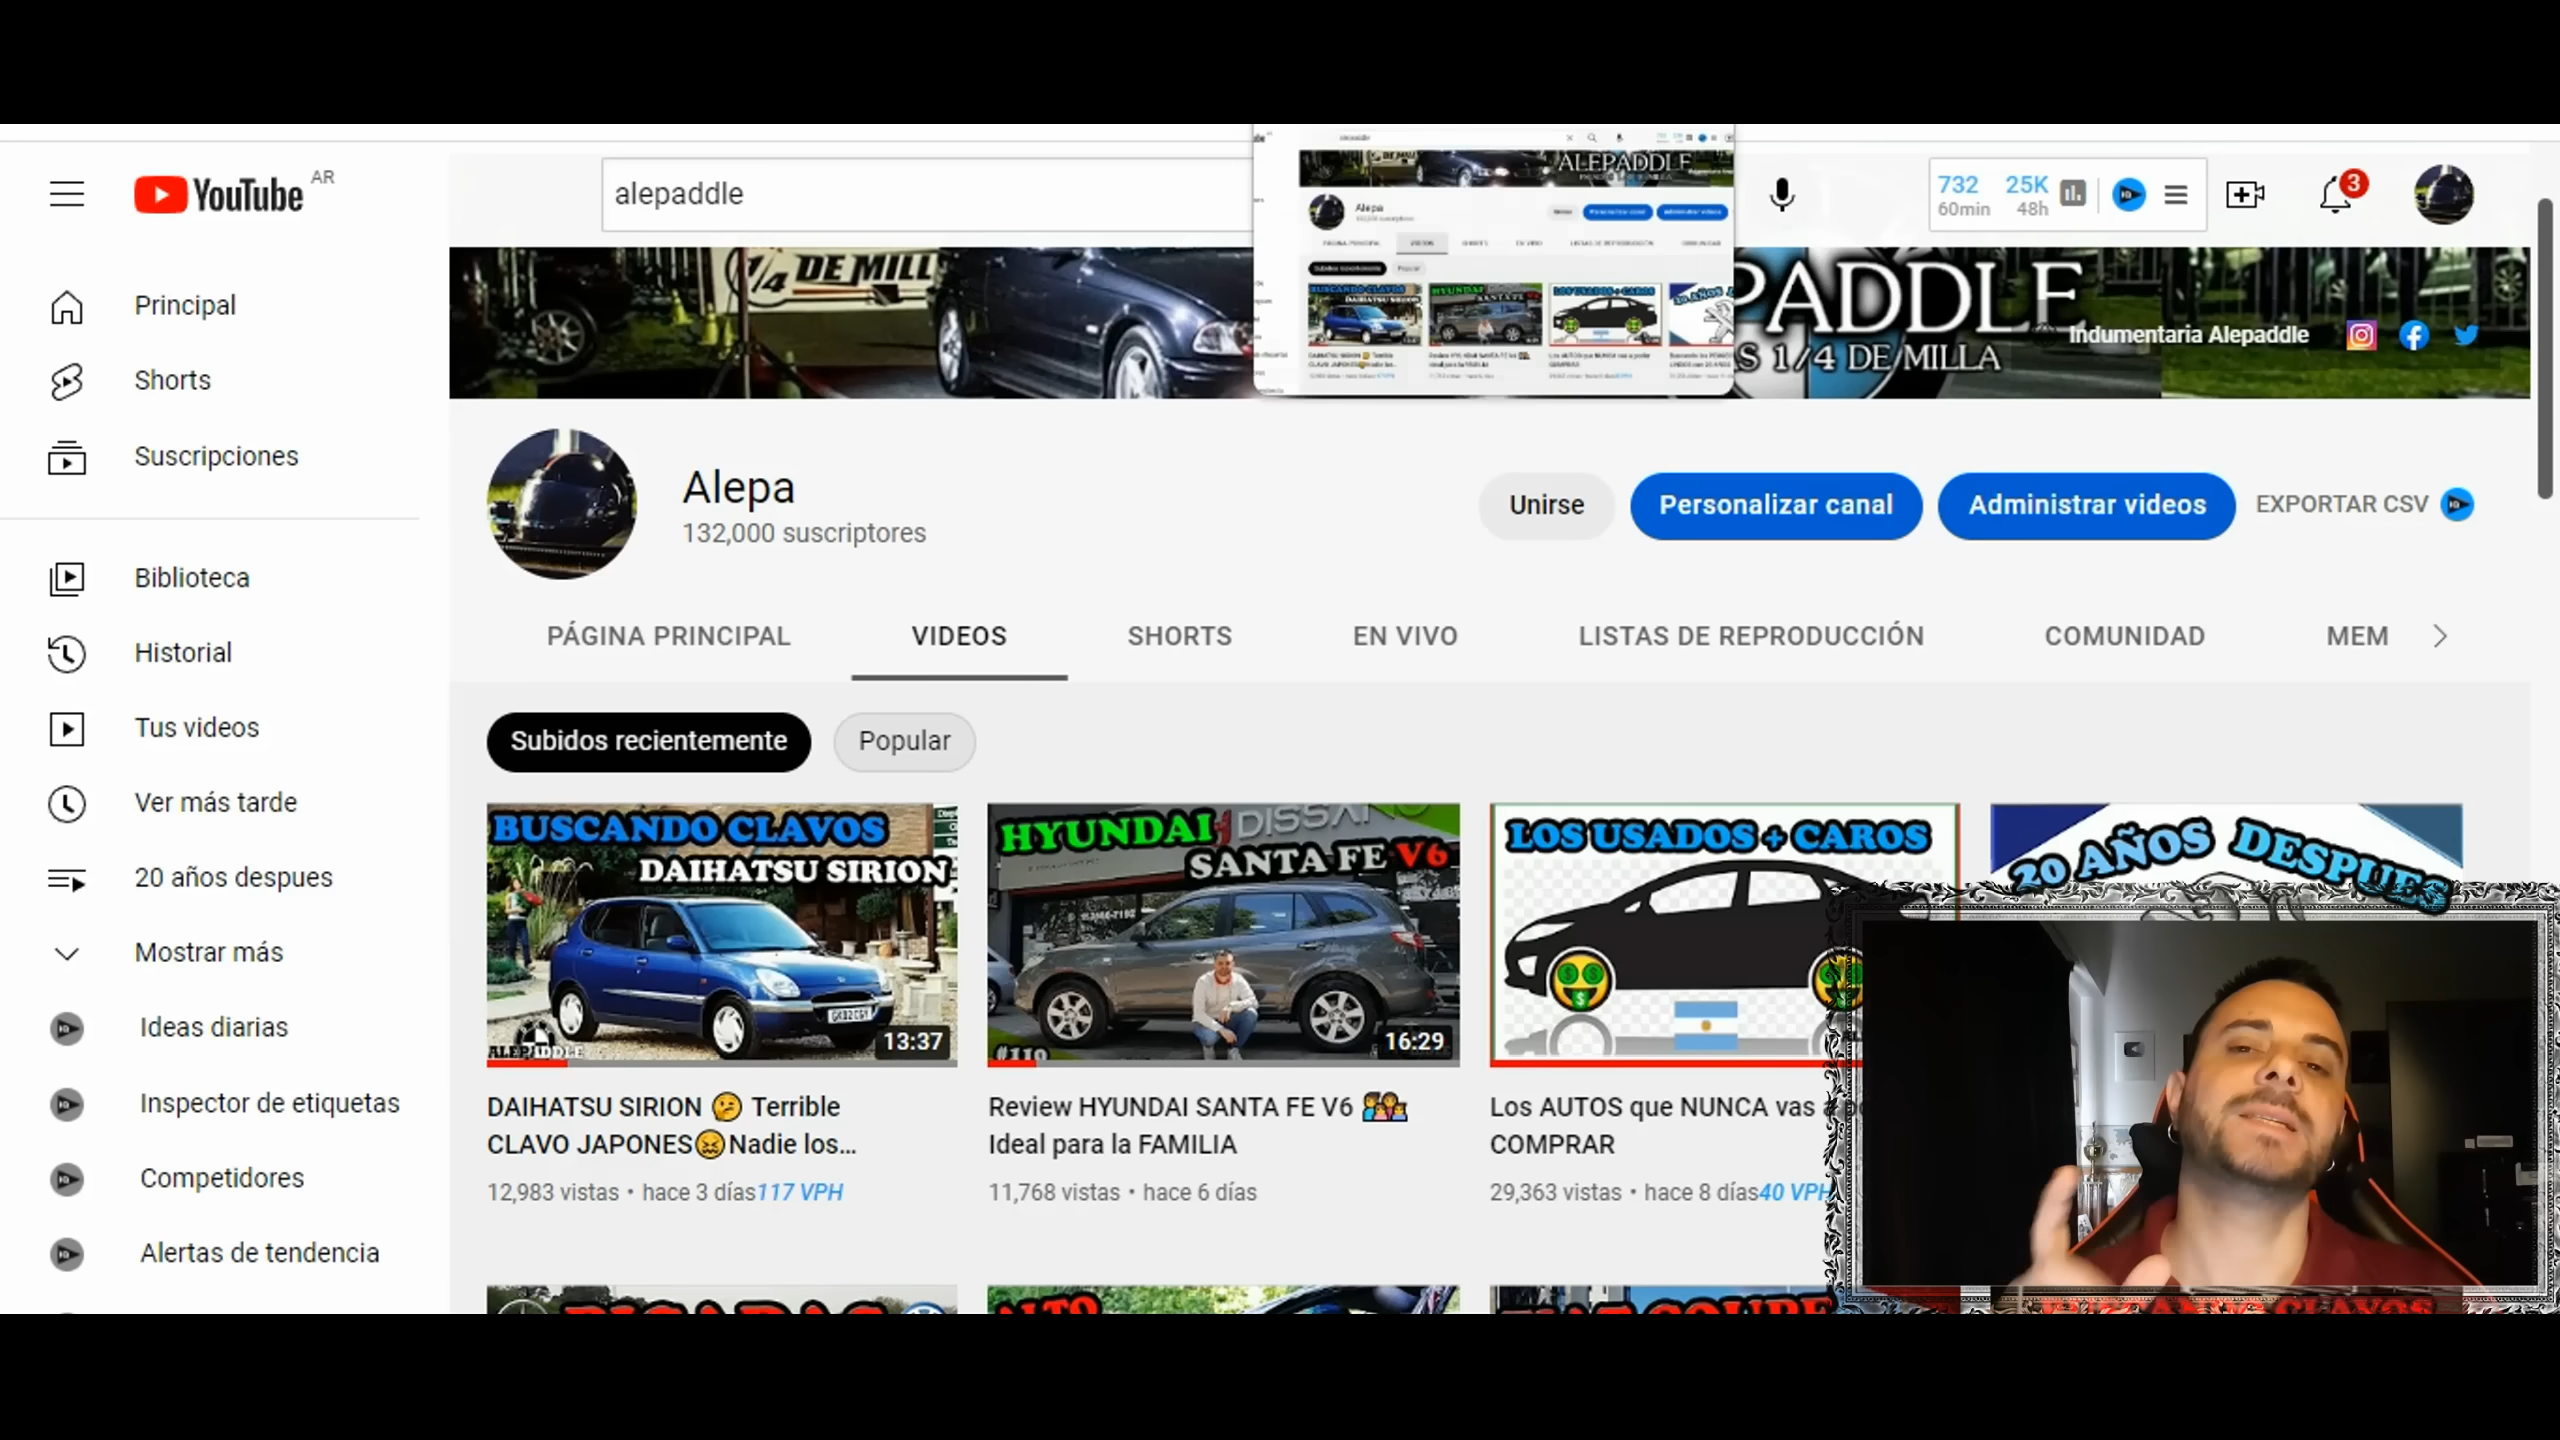 YouTube AR
alepaddle
732 60min
25K 48h
3
Principal
Shorts
Suscripciones
Biblioteca
Historial
Tus videos
Ver más tarde
20 años despues
Mostrar más
Ideas diarias
Inspector de etiquetas
Competidores
Alertas de tendencia
1/4 DE MILL
ALEPADDLE
PADDLE
S 1/4 DE MILLA
Indumentaria Alepaddle
Alepa
132,000 suscriptores
Unirse
Personalizar canal
Administrar videos
EXPORTAR CSV
PÁGINA PRINCIPAL
VIDEOS
SHORTS
EN VIVO
LISTAS DE REPRODUCCIÓN
COMUNIDAD
MEM
Subidos recientemente
Popular
BUSCANDO CLAVOS
DAIHATSU SIRION
ALEPADDLE
13:37
DAIHATSU SIRION 🤔 Terrible
CLAVO JAPONES😖Nadie los...
12,983 vistas • hace 3 días117 VPH
HYUNDAI
SANTA FE V6
#119
16:29
Review HYUNDAI SANTA FE V6 👨‍👩‍👧‍👦
Ideal para la FAMILIA
11,768 vistas • hace 6 días
LOS USADOS + CAROS
Los AUTOS que NUNCA vas a
COMPRAR
29,363 vistas • hace 8 días40 VPH
20 AÑOS DESPUES
ALTO